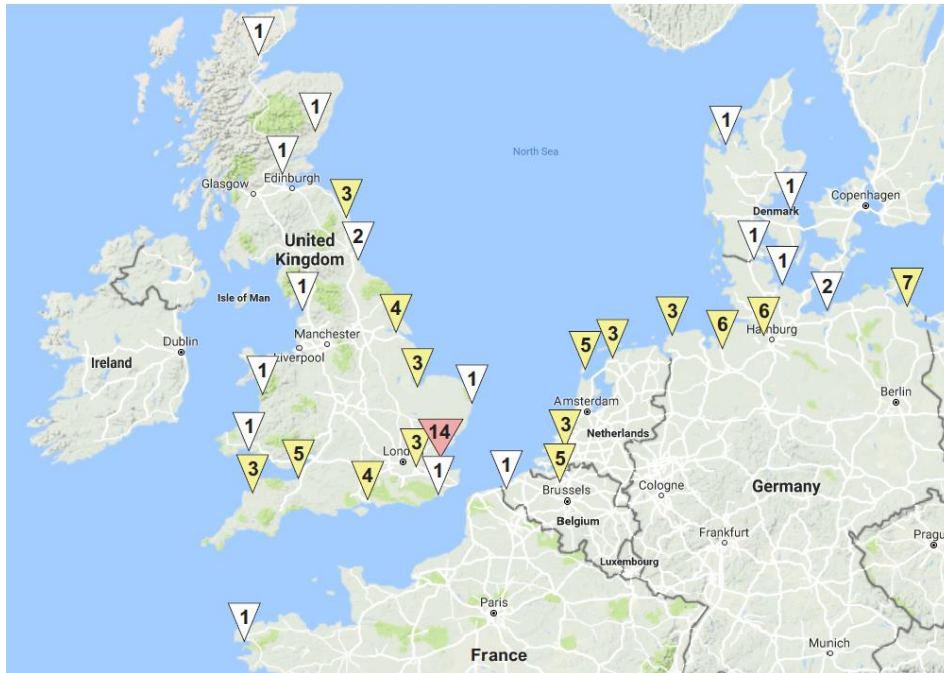 1
1
1
1
North Sea
Edinburgh
Glasgow
3
1
Copenhagen
Denmark
United
Kingdom
2
1
1
Isle of Man
1
2
7
4
3
6
6
Hamburg
Dublin
Manchester
Liverpool
5
3
Ireland
1
3
1
Berlin
Amsterdam
1
3
14
3
Netherlands
5
3
4
Lond
1
1
5
Cologne
Brussels
Germany
Belgium
Frankfurt
Luxembourg
Pragu
Paris
1
France
Munich